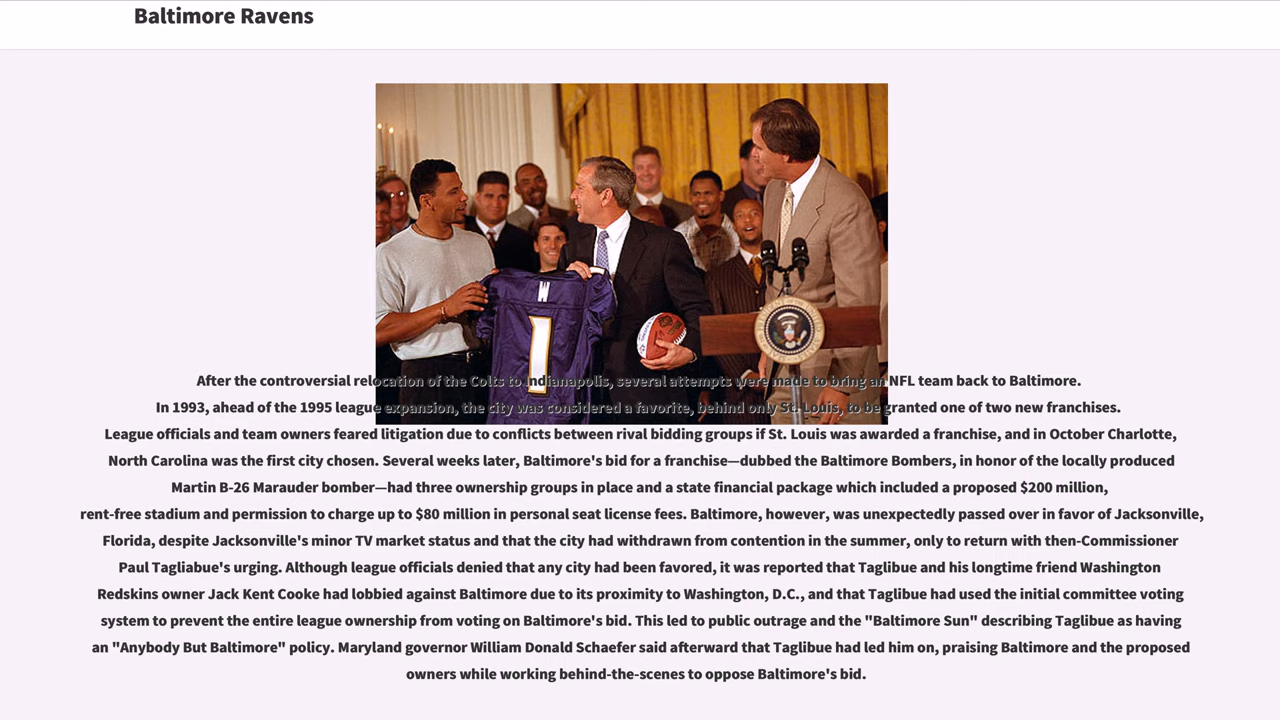 Baltimore Ravens
1
After the controversial relocation of the Colts to Indianapolis, several attempts were made to bring an NFL team back to Baltimore.
In 1993, ahead of the 1995 league expansion, the city was considered a favorite, behind only St. Louis, to be granted one of two new franchises.
League officials and team owners feared litigation due to conflicts between rival bidding groups if St. Louis was awarded a franchise, and in October Charlotte,
North Carolina was the first city chosen. Several weeks later, Baltimore's bid for a franchise—dubbed the Baltimore Bombers, in honor of the locally produced
Martin B-26 Marauder bomber—had three ownership groups in place and a state financial package which included a proposed $200 million,
rent-free stadium and permission to charge up to $80 million in personal seat license fees. Baltimore, however, was unexpectedly passed over in favor of Jacksonville,
Florida, despite Jacksonville's minor TV market status and that the city had withdrawn from contention in the summer, only to return with then-Commissioner
Paul Tagliabue's urging. Although league officials denied that any city had been favored, it was reported that Taglibue and his longtime friend Washington
Redskins owner Jack Kent Cooke had lobbied against Baltimore due to its proximity to Washington, D.C., and that Taglibue had used the initial committee voting
system to prevent the entire league ownership from voting on Baltimore's bid. This led to public outrage and the "Baltimore Sun" describing Taglibue as having
an "Anybody But Baltimore" policy. Maryland governor William Donald Schaefer said afterward that Taglibue had led him on, praising Baltimore and the proposed
owners while working behind-the-scenes to oppose Baltimore's bid.